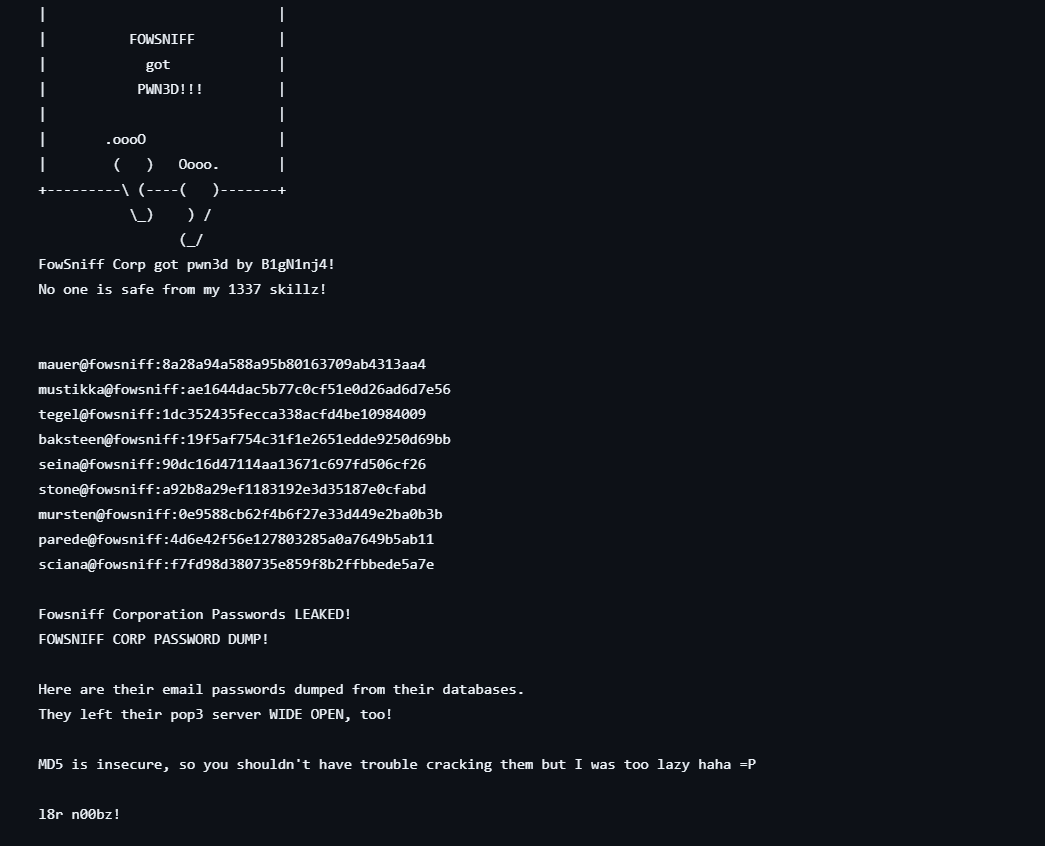 |                            |
|          FOWSNIFF          |
|            got             |
|           PWN3D!!!         |
|                            |
|       .oooO                |
|        (   )   Oooo.       |
+---------\ (----(   )-------+
           \_)    ) /
                 (_/
FowSniff Corp got pwn3d by B1gN1nj4!
No one is safe from my 1337 skillz!
mauer@fowsniff:8a28a94a588a95b80163709ab4313aa4
mustikka@fowsniff:ae1644dac5b77c0cf51e0d26ad6d7e56
tegel@fowsniff:1dc352435fecca338acfd4be10984009
baksteen@fowsniff:19f5af754c31f1e2651edde9250d69bb
seina@fowsniff:90dc16d47114aa13671c697fd506cf26
stone@fowsniff:a92b8a29ef1183192e3d35187e0cfabd
mursten@fowsniff:0e9588cb62f4b6f27e33d449e2ba0b3b
parede@fowsniff:4d6e42f56e127803285a0a7649b5ab11
sciana@fowsniff:f7fd98d380735e859f8b2ffbbede5a7e
Fowsniff Corporation Passwords LEAKED!
FOWSNIFF CORP PASSWORD DUMP!
Here are their email passwords dumped from their databases.
They left their pop3 server WIDE OPEN, too!
MD5 is insecure, so you shouldn't have trouble cracking them but I was too lazy haha =P
l8r n00bz!